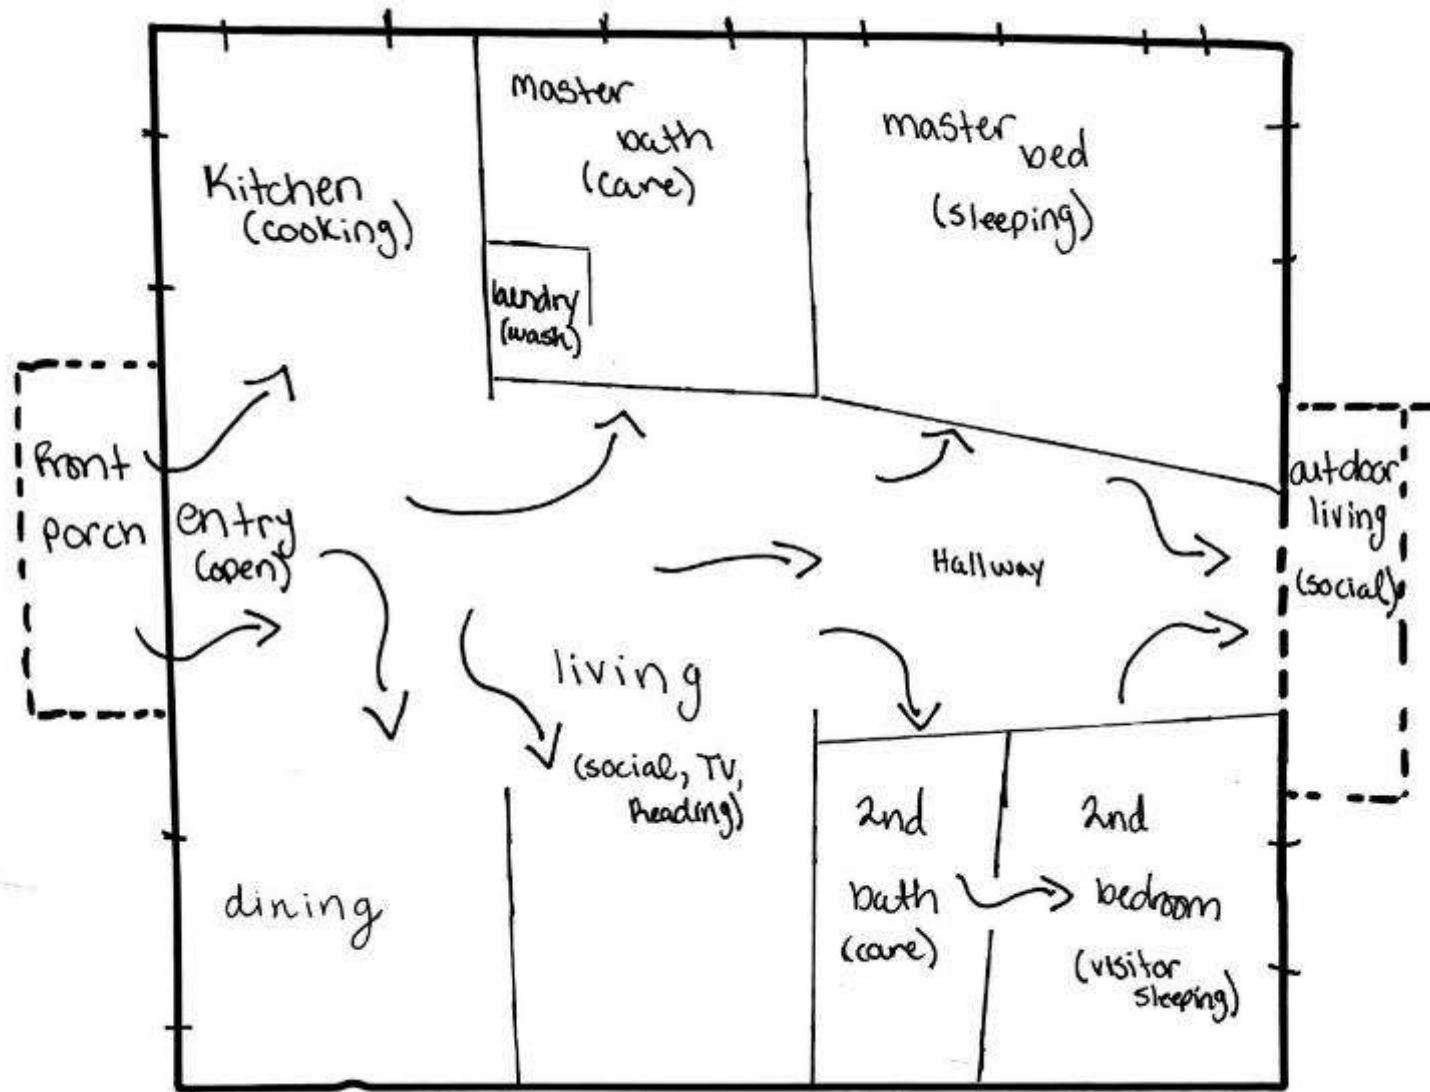 master
bath
(care)
master
bed
(sleeping)
Kitchen
(cooking)
laundry
(wash)
Front
Porch
entry
(open)
Hallway
outdoor
living
(social)
living
(social, TV,
Reading)
dining
2nd
bath
(care)
2nd
bedroom
(visitor
sleeping)